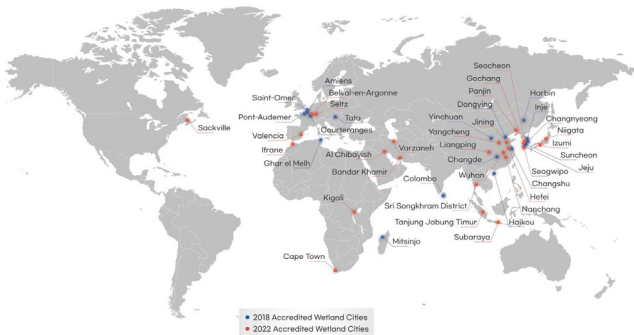 Amiens
Belval-en-Argonne
Seltz
Saint-Omer
Pont-Audemer
Tata
Courteranges
Sackville
Valencia
Ifrane
Ghar el Melh
Al Chibayish
Bandar Khamir
Varzaneh
Colombo
Kigali
Mitsinjo
Cape Town
Seocheon
Gochang
Panjin
Dongying
Jining
Yinchuan
Yangcheng
Liangping
Changde
Wuhan
Sri Songkhram District
Tanjung Jabung Timur
Subaraya
Harbin
Inje
Changnyeong
Niigata
Izumi
Suncheon
Jeju
Seogwipo
Changshu
Hefei
Nanchang
Haikou
2018 Accredited Wetland Cities
2022 Accredited Wetland Cities